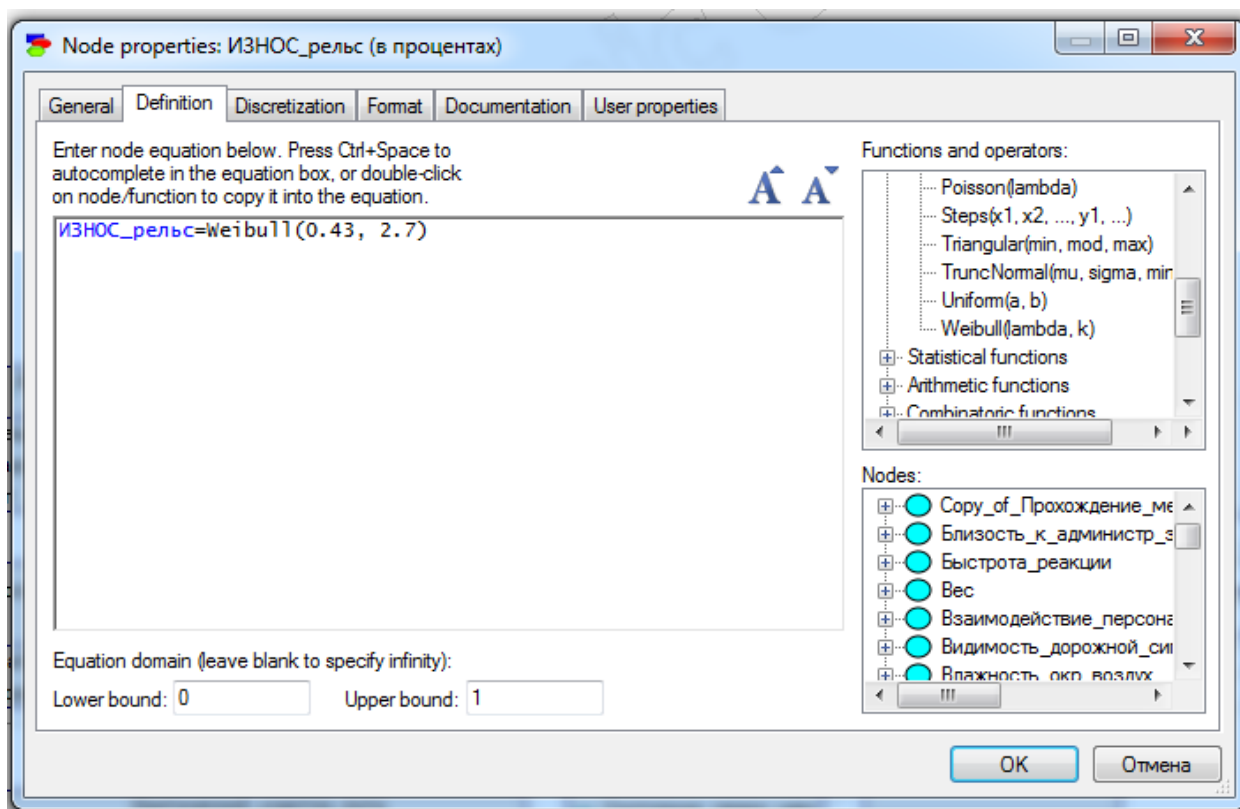 Node properties: ИЗНОС_рельс (в процентах)
General Definition Discretization Format Documentation User properties
Enter node equation below. Press Ctrl+Space to
autocomplete in the equation box, or double-click
on node/function to copy it into the equation.
A A
ИЗНОС_рельс=Weibull(0.43, 2.7)
Equation domain (leave blank to specify infinity):
Lower bound: 0 Upper bound: 1
Functions and operators:
Poisson(lambda)
Steps(x1, x2, ..., y1, ...)
Triangular(min, mod, max)
TruncNormal(mu, sigma, min
Uniform(a, b)
Weibull(lambda, k)
Statistical functions
Arithmetic functions
Combinatoric functions
Nodes:
Copy_of_Прохождение_ме
Близость_к_администр_з
Быстрота_реакции
Вес
Взаимодействие_персона
Видимость_дорожной_сиг
Влажность_окр_воздух
OK Отмена